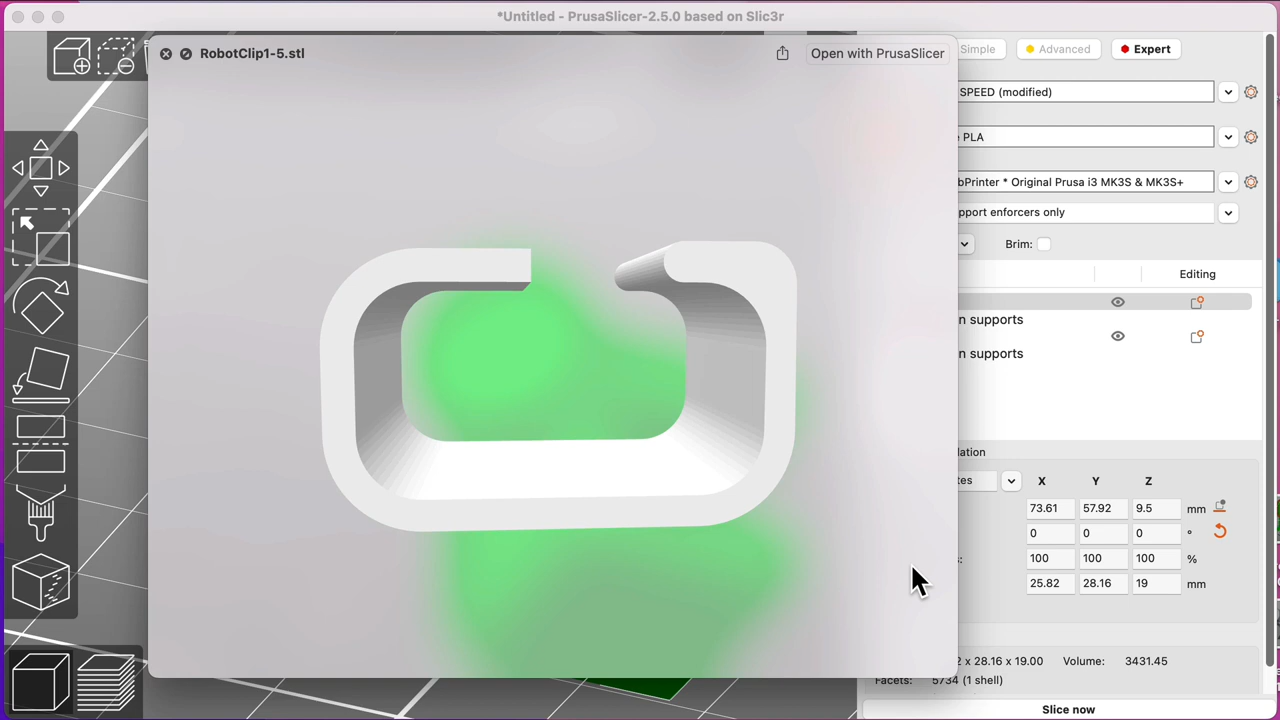 *Untitled - PrusaSlicer-2.5.0 based on Slic3r
RobotClip1-5.stl
Open with PrusaSlicer
Simple
Advanced
Expert
SPEED (modified)
PLA
Printer * Original Prusa i3 MK3S & MK3S+
pport enforcers only
Brim:
Editing
n supports
n supports
lation
tes
X Y Z
73.61 57.92 9.5 mm
0 0 0 °
s: 100 100 100 %
25.82 28.16 19 mm
x 28.16 x 19.00 Volume: 3431.45
Facets: 5734 (1 shell)
Slice now